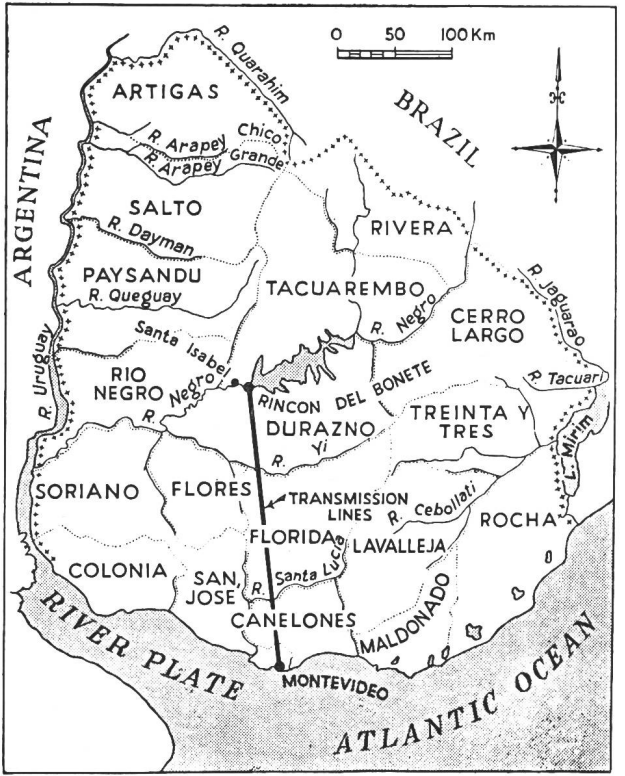 0 50 100 Km
R. Quarahim
ARTIGAS
BRAZIL
ARGENTINA
Chico
R. Arapey
R. Arapey Grande
SALTO
RIVERA
R. Dayman
PAYSANDU
R. Queguay
TACUAREMBO
R. Jaguarao
CERRO
LARGO
R. Negro
Santa Isabel
R. Uruguay
RIO
NEGRO
R. Negro
RINCON DEL BONETE
R. Tacuari
DURAZNO
TREINTA Y
TRES
R. Yi
L. Mirim
SORIANO
FLORES
TRANSMISSION
LINES
R. Cebollati
ROCHA
FLORIDA
LAVALLEJA
COLONIA
SAN
JOSE
R. Santa Lucia
CANELONES
MALDONADO
RIVER PLATE
MONTEVIDEO
ATLANTIC OCEAN